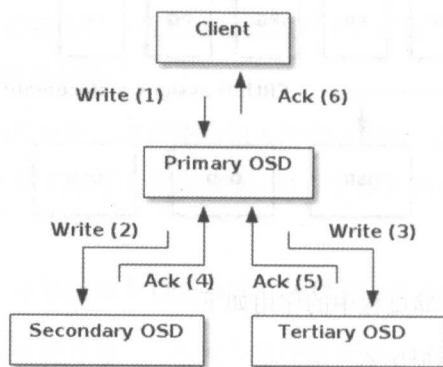 Client
Write (1)
Ack (6)
Primary OSD
Write (2)
Write (3)
Ack (4)
Ack (5)
Secondary OSD
Tertiary OSD